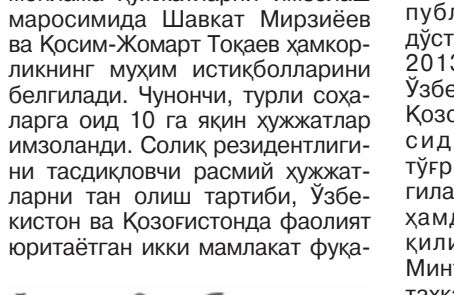 маросимида Шавкат Мирзиёев
ва Қосим-Жомарт Тоқаев ҳамкор-
ликнинг муҳим истиқболларини
белгилади. Чунончи, турли соҳа-
ларга оид 10 га яқин ҳужжатлар
имзоланди. Солиқ резидентлиги-
ни тасдиқловчи расмий ҳужжат-
ларни тан олиш тартиби, Ўзбе-
кистон ва Қозоғистонда фаолият
юритаётган икки мамлакат фуқа-
публ
дўст
2013
Ўзбе
Қозо
сид
тўғр
гила
ҳамд
қили
Мин